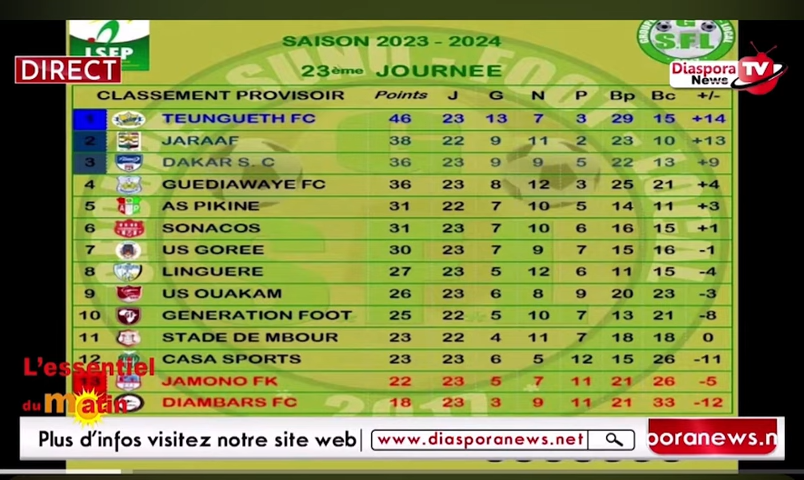 LSEP
SAISON 2023 - 2024
G
S.F.L
DIRECT
23ème JOURNEE
Diaspora
News
TV
CLASSEMENT PROVISOIR Points J G N P Bp Bc +/-
1 TEUNGUETH FC 46 23 13 7 3 29 15 +14
2 JARAAF 38 22 9 11 2 23 10 +13
3 DAKAR S. C 36 23 9 9 5 22 13 +9
4 GUEDIAWAYE FC 36 23 8 12 3 25 21 +4
5 AS PIKINE 31 22 7 10 5 14 11 +3
6 SONACOS 31 23 7 10 6 16 15 +1
7 US GOREE 30 23 7 9 7 15 16 -1
8 LINGUERE 27 23 5 12 6 11 15 -4
9 US OUAKAM 26 23 6 8 9 20 23 -3
10 GENERATION FOOT 25 22 5 10 7 13 21 -8
11 STADE DE MBOUR 23 22 4 11 7 18 18 0
12 CASA SPORTS 23 23 6 5 12 15 26 -11
JAMONO FK 22 23 5 7 11 21 26 -5
DIAMBARS FC 18 23 3 9 11 21 33 -12
L'essentiel
du matin
2017
Plus d'infos visitez notre site web www.diasporanews.net poranews.n